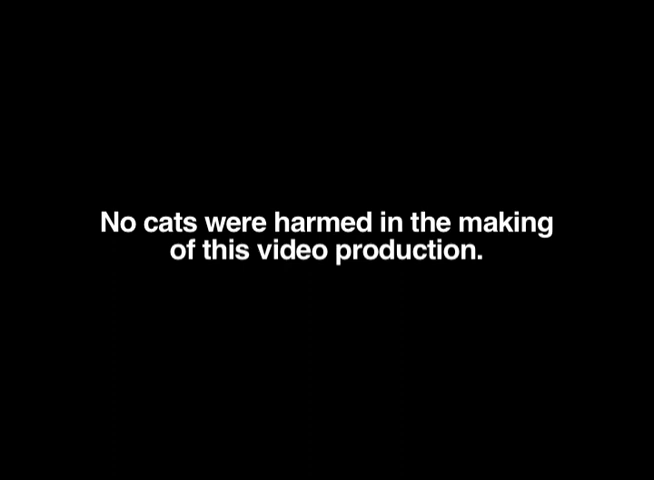 No cats were harmed in the making
of this video production.